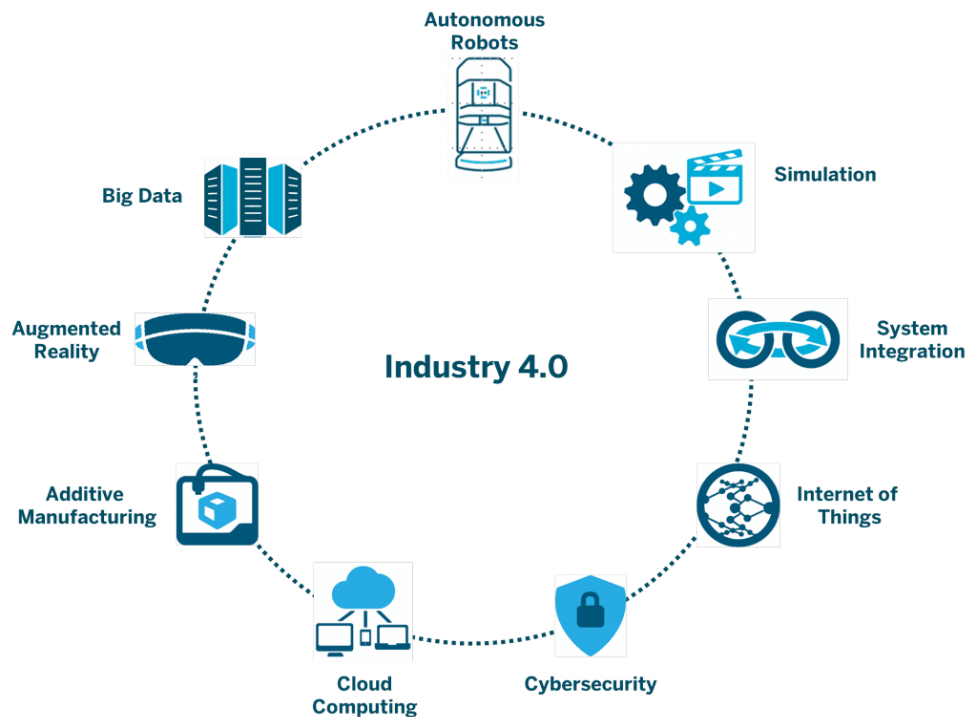 Autonomous
Robots
Simulation
System
Integration
Internet of
Things
Cybersecurity
Cloud
Computing
Additive
Manufacturing
Augmented
Reality
Big Data
Industry 4.0